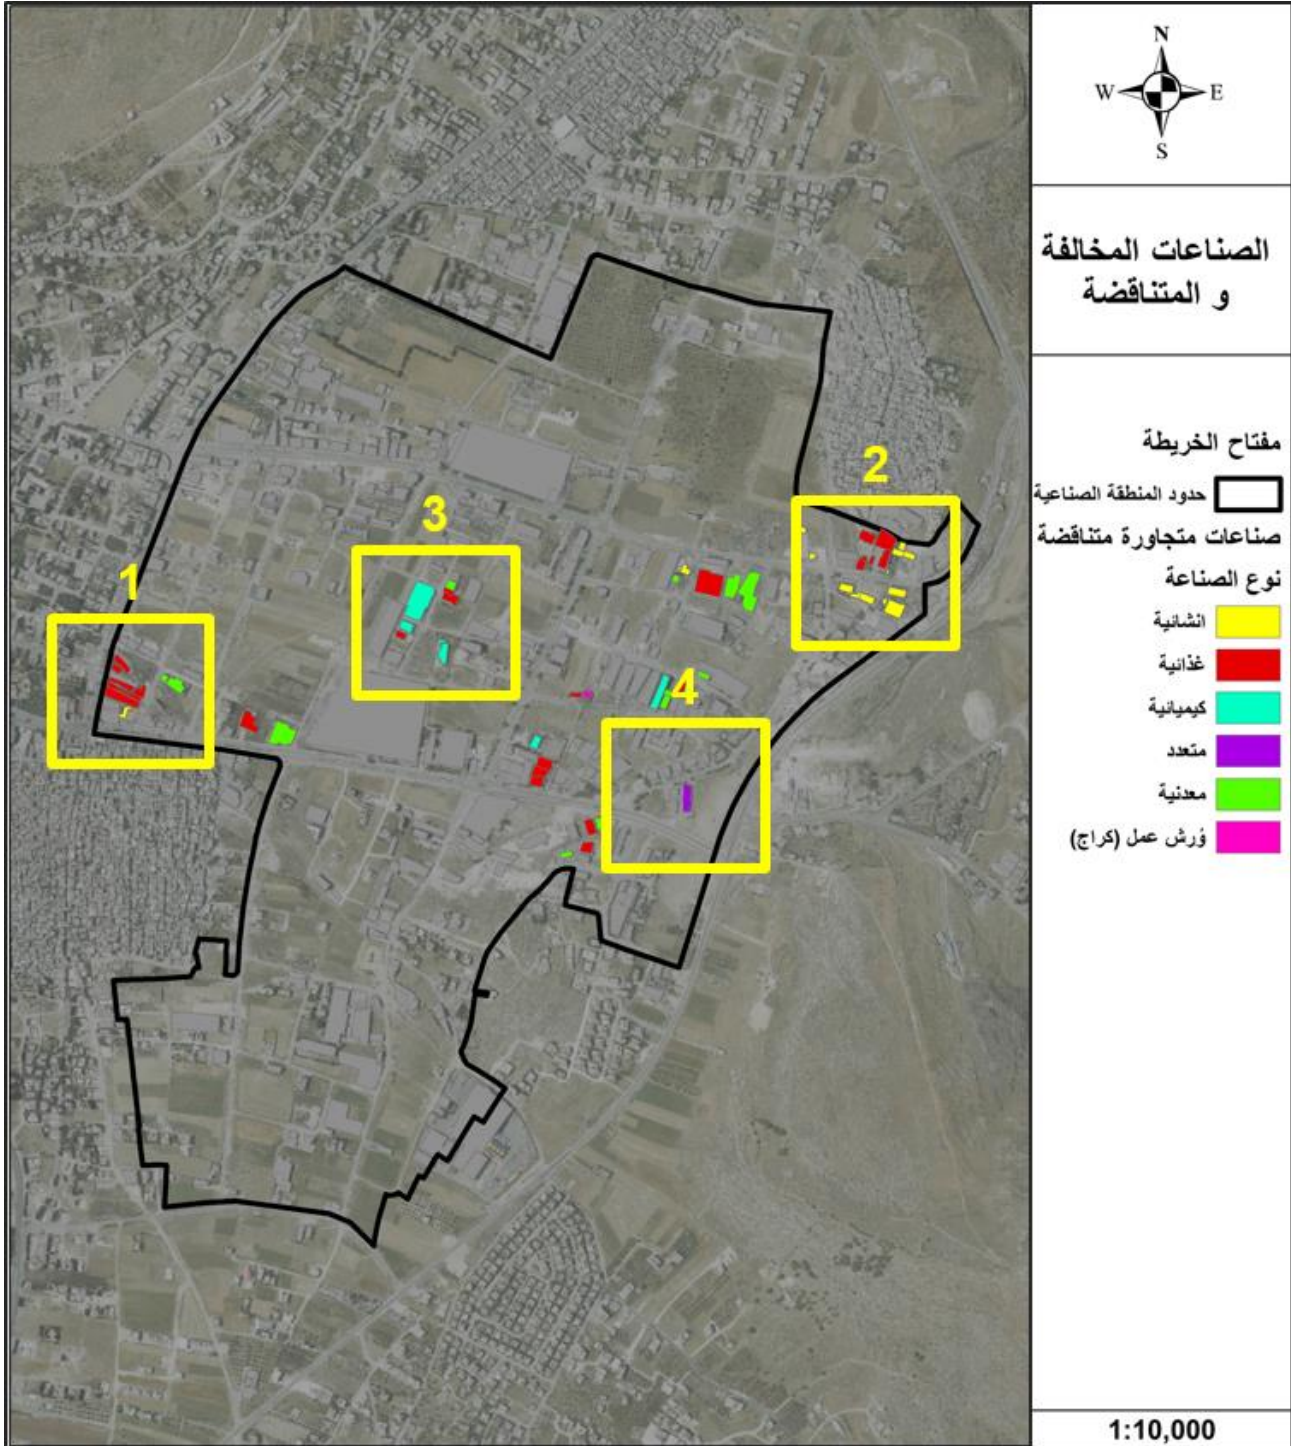 N
W E
S
الصناعات المخالفة
و المتناقضة
مفتاح الخريطة
حدود المنطقة الصناعية
صناعات متجاورة متناقضة
نوع الصناعة
انشائية
غذائية
كيميائية
متعدد
معدنية
ؤرش عمل (كراج)
1:10,000
2
3
1
4